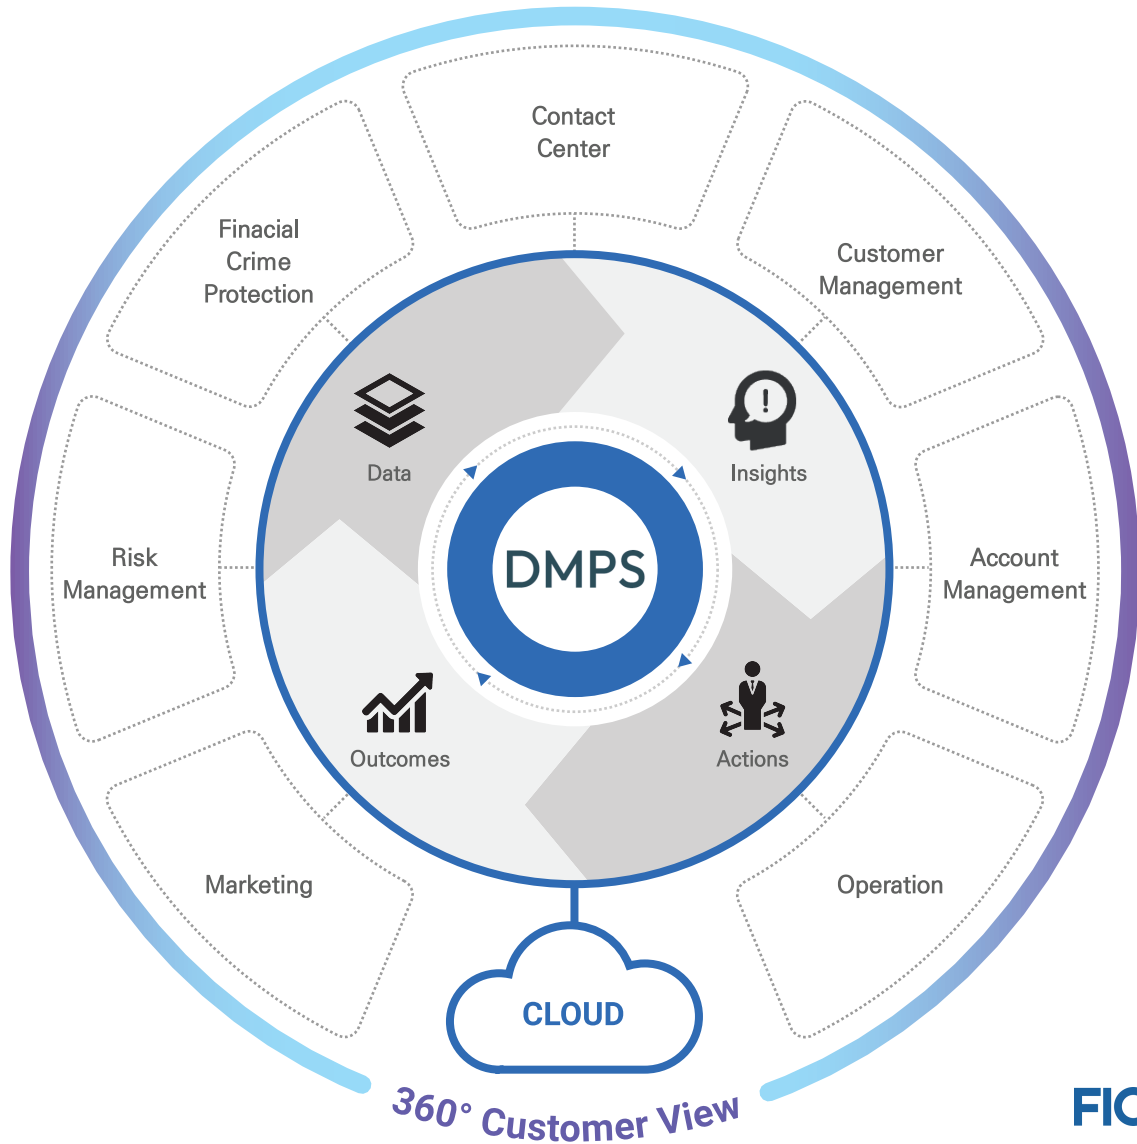 Contact
Center
Finacial
Crime
Protection
Customer
Management
Data
Insights
Risk
Management
DMPS
Account
Management
Outcomes
Actions
Marketing
Operation
CLOUD
360° Customer View